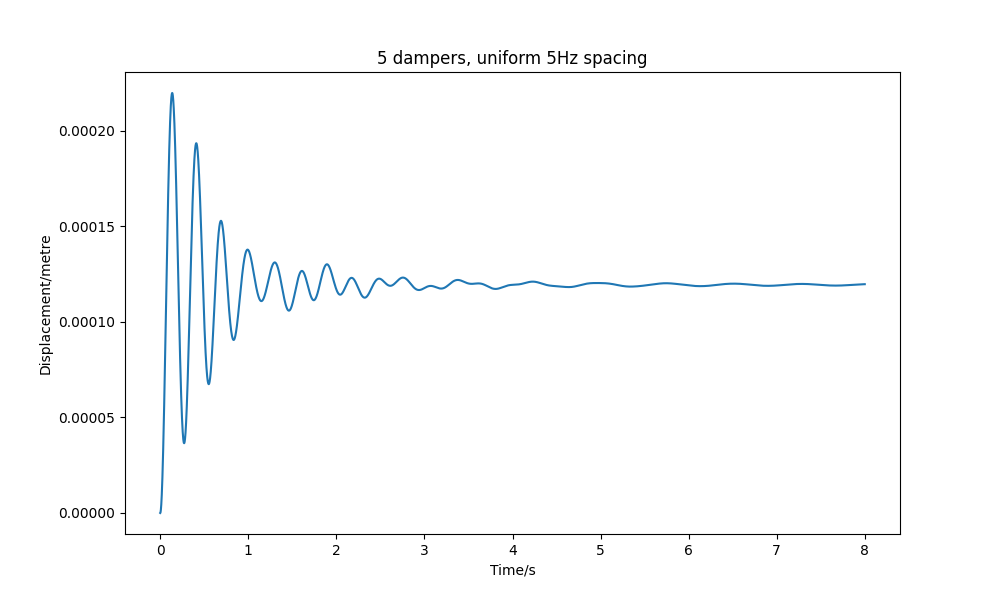 5 dampers, uniform 5Hz spacing
Displacement/metre
0.00020
0.00015
0.00010
0.00005
0.00000
0 1 2 3 4 5 6 7 8
Time/s